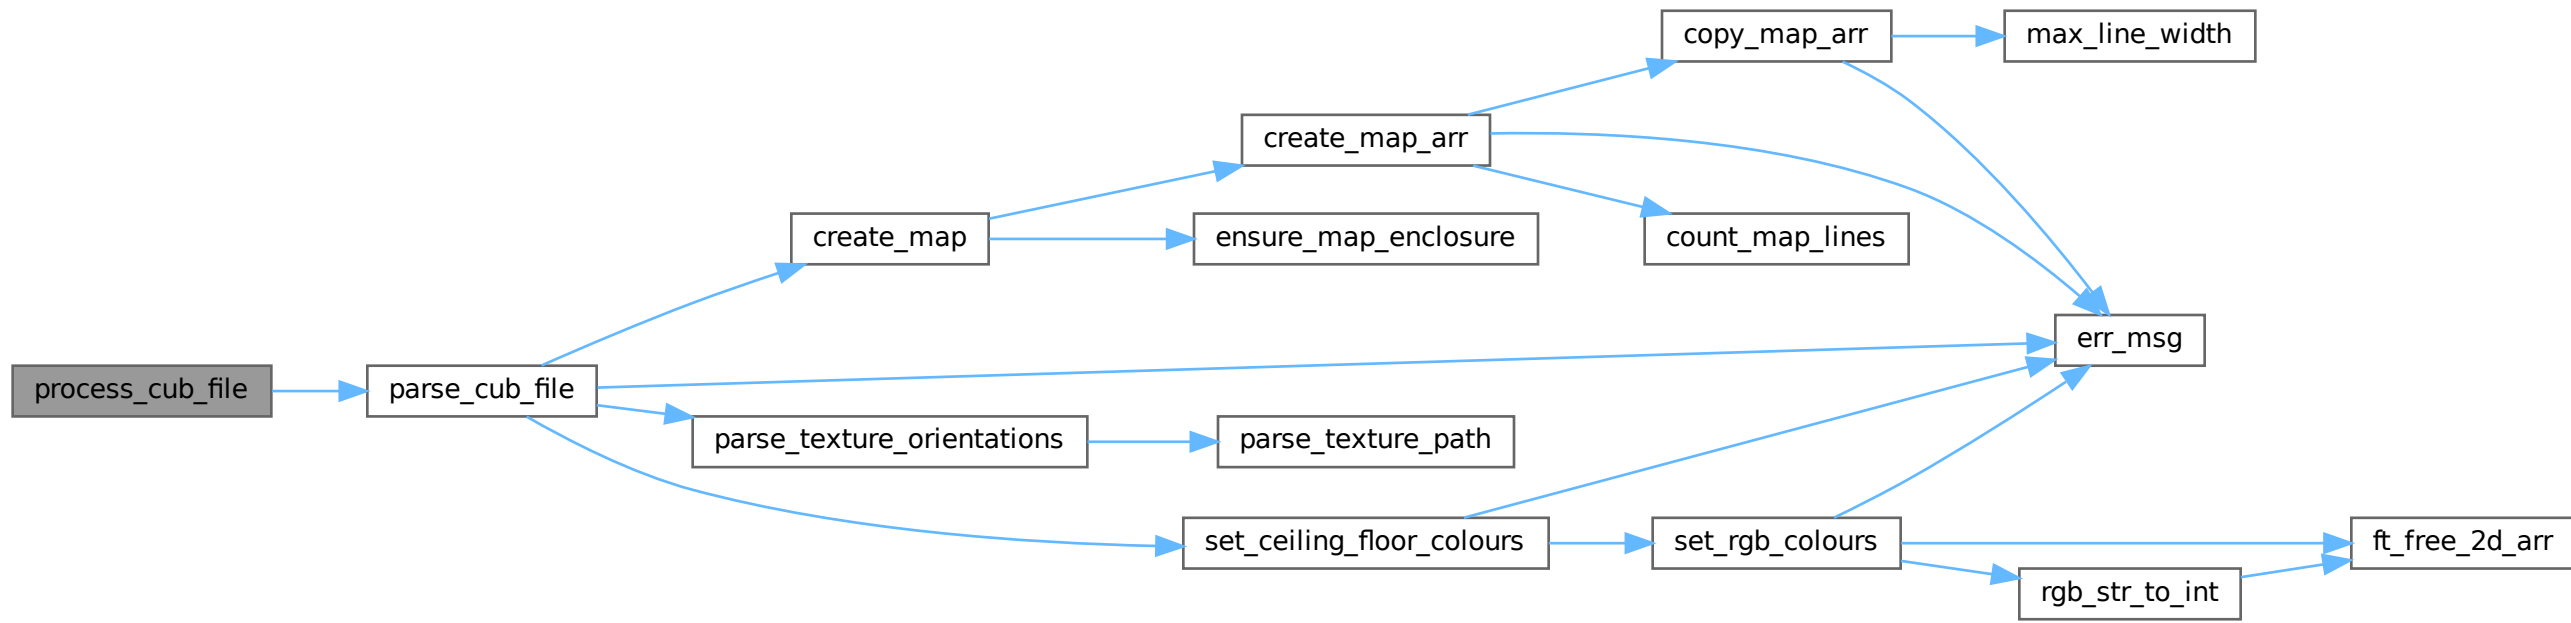 copy_map_arr
max_line_width
create_map_arr
create_map
ensure_map_enclosure
count_map_lines
err_msg
process_cub_file
parse_cub_file
parse_texture_orientations
parse_texture_path
set_ceiling_floor_colours
set_rgb_colours
ft_free_2d_arr
rgb_str_to_int